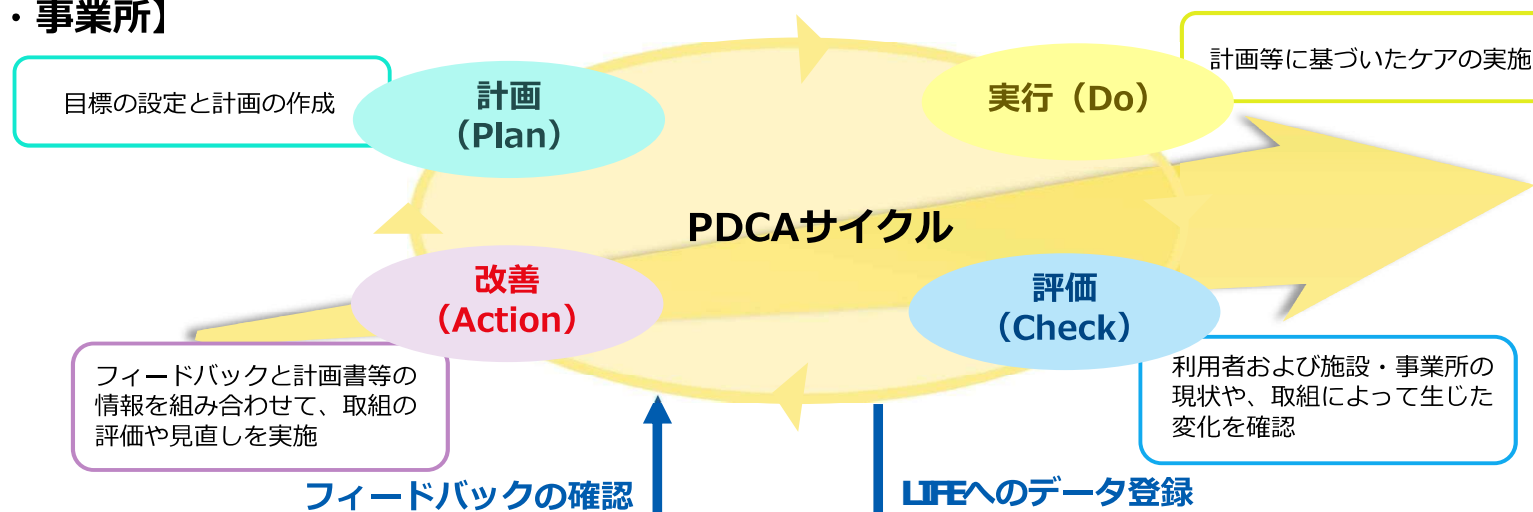 ・事業所】
目標の設定と計画の作成
計画
（Plan）
実行（Do）
計画等に基づいたケアの実施
PDCAサイクル
改善
（Action）
評価
（Check）
フィードバックと計画書等の
情報を組み合わせて、取組の
評価や見直しを実施
利用者および施設・事業所の
現状や、取組によって生じた
変化を確認
フィードバックの確認
LIFEへのデータ登録